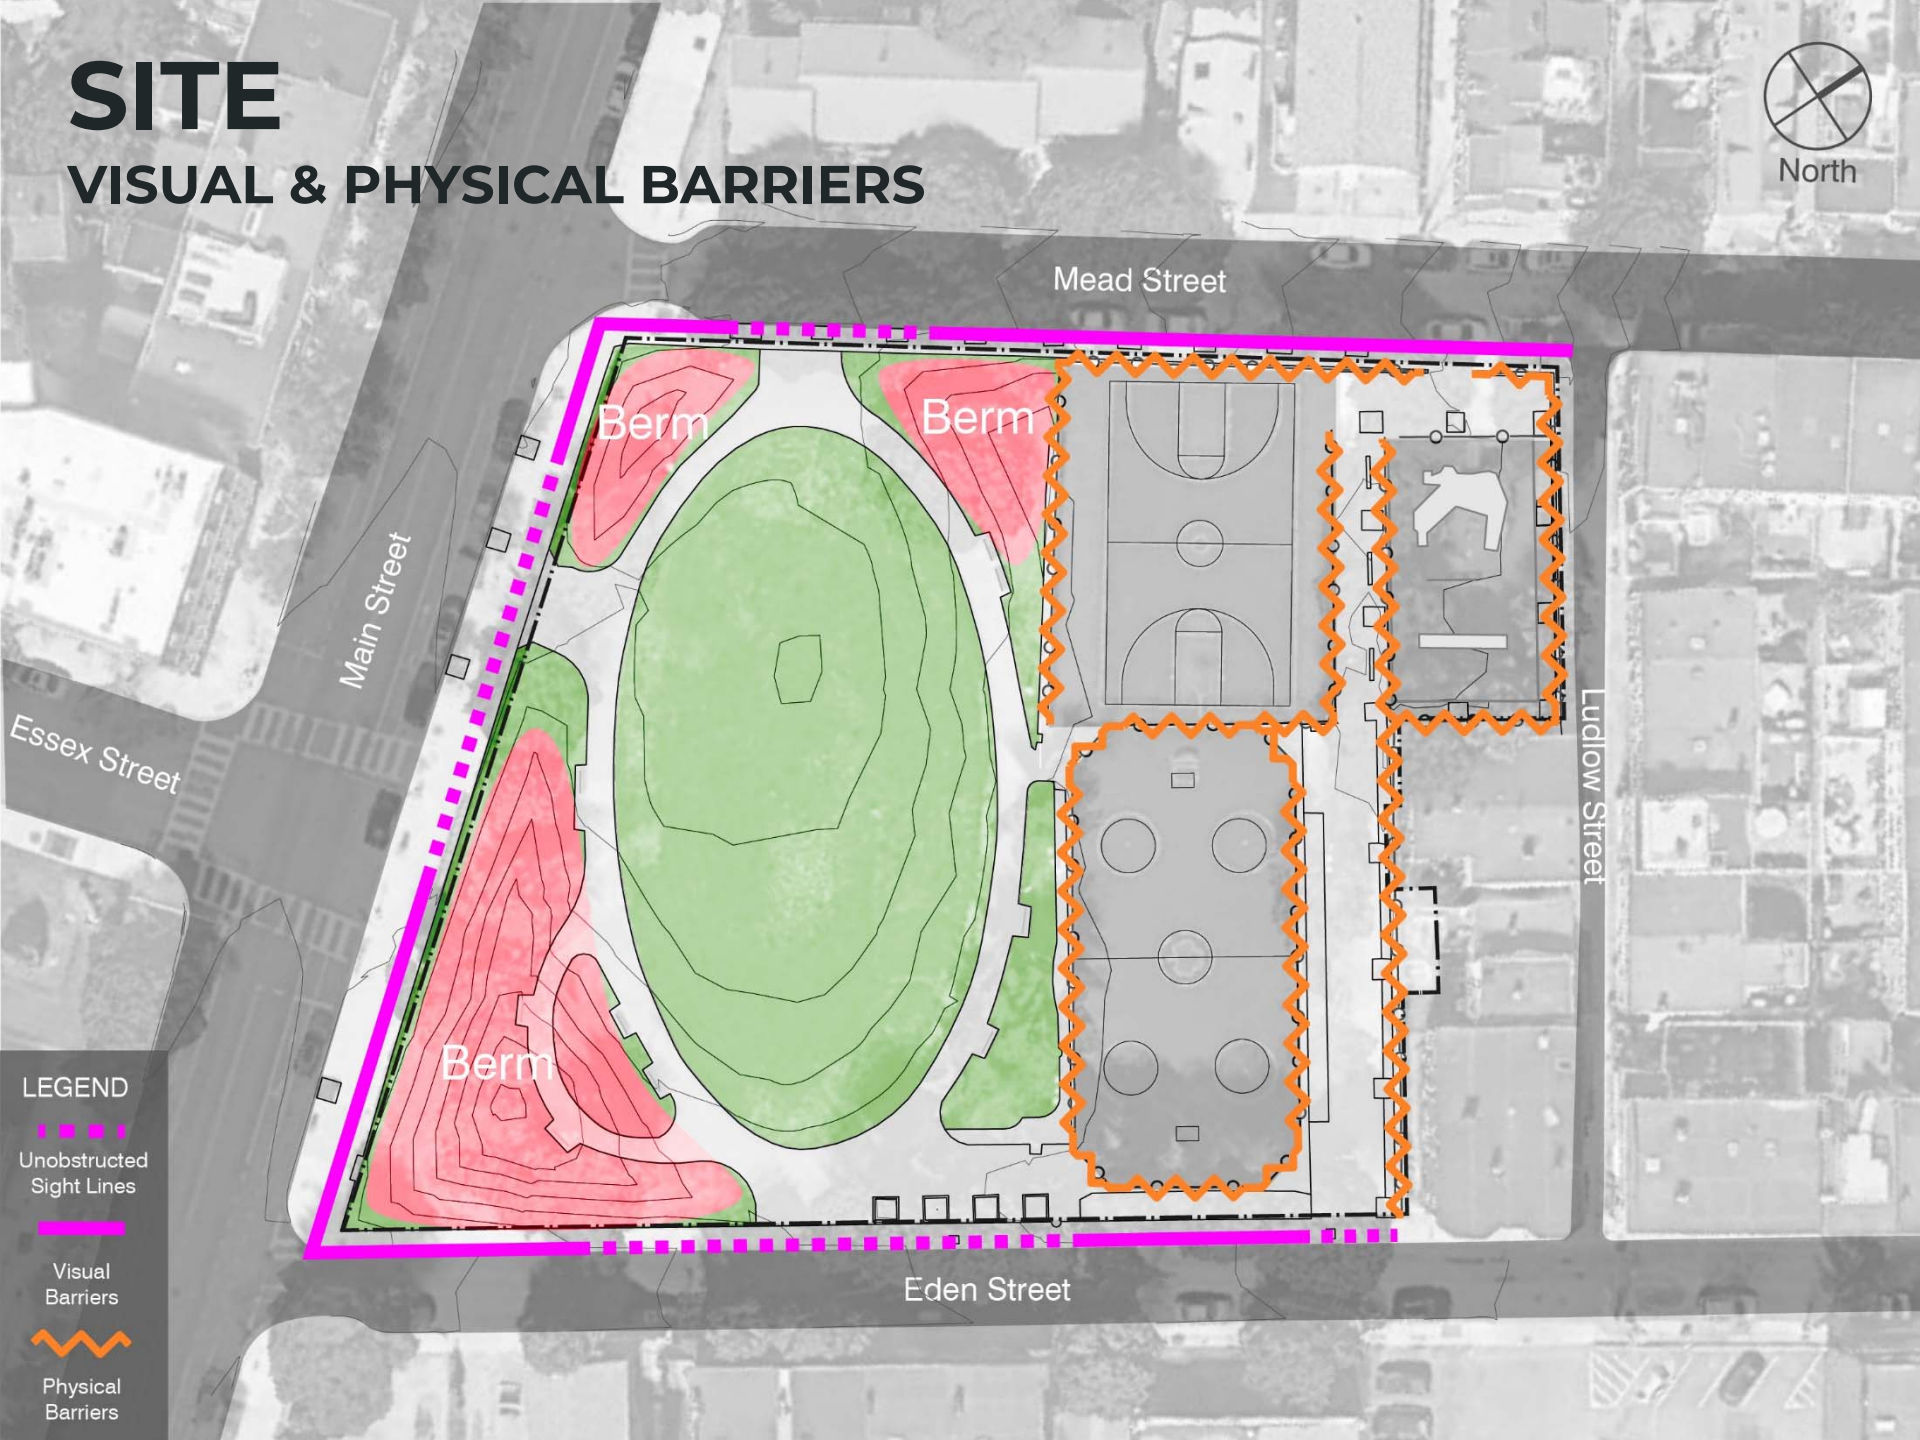 SITE
VISUAL & PHYSICAL BARRIERS
North
Mead Street
Berm
Berm
Main Street
Essex Street
Ludlow Street
Berm
Eden Street
LEGEND
Unobstructed
Sight Lines
Visual
Barriers
Physical
Barriers